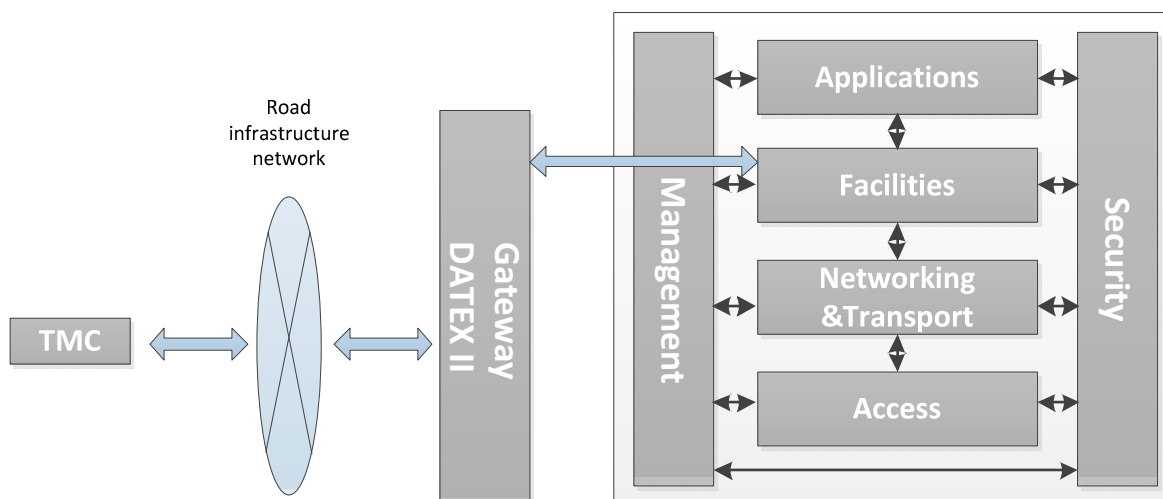 Road
infrastructure
network
TMC
Gateway
DATEX II
Management
Applications
Facilities
Networking
&Transport
Access
Security